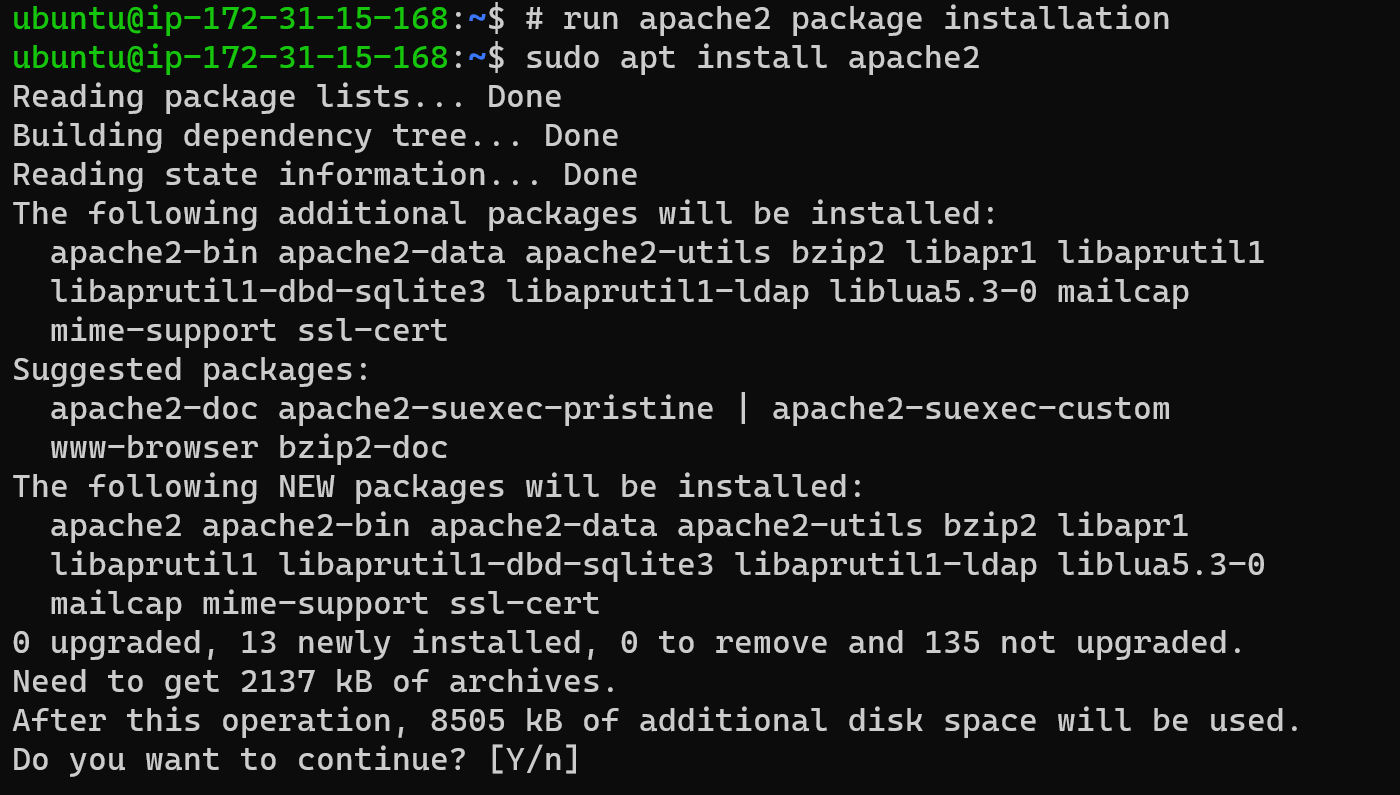 ubuntu@ip-172-31-15-168:~$ # run apache2 package installation
ubuntu@ip-172-31-15-168:~$ sudo apt install apache2
Reading package lists... Done
Building dependency tree... Done
Reading state information... Done
The following additional packages will be installed:
  apache2-bin apache2-data apache2-utils bzip2 libapr1 libaprutil1
  libaprutil1-dbd-sqlite3 libaprutil1-ldap liblua5.3-0 mailcap
  mime-support ssl-cert
Suggested packages:
  apache2-doc apache2-suexec-pristine | apache2-suexec-custom
  www-browser bzip2-doc
The following NEW packages will be installed:
  apache2 apache2-bin apache2-data apache2-utils bzip2 libapr1
  libaprutil1 libaprutil1-dbd-sqlite3 libaprutil1-ldap liblua5.3-0
  mailcap mime-support ssl-cert
0 upgraded, 13 newly installed, 0 to remove and 135 not upgraded.
Need to get 2137 kB of archives.
After this operation, 8505 kB of additional disk space will be used.
Do you want to continue? [Y/n]